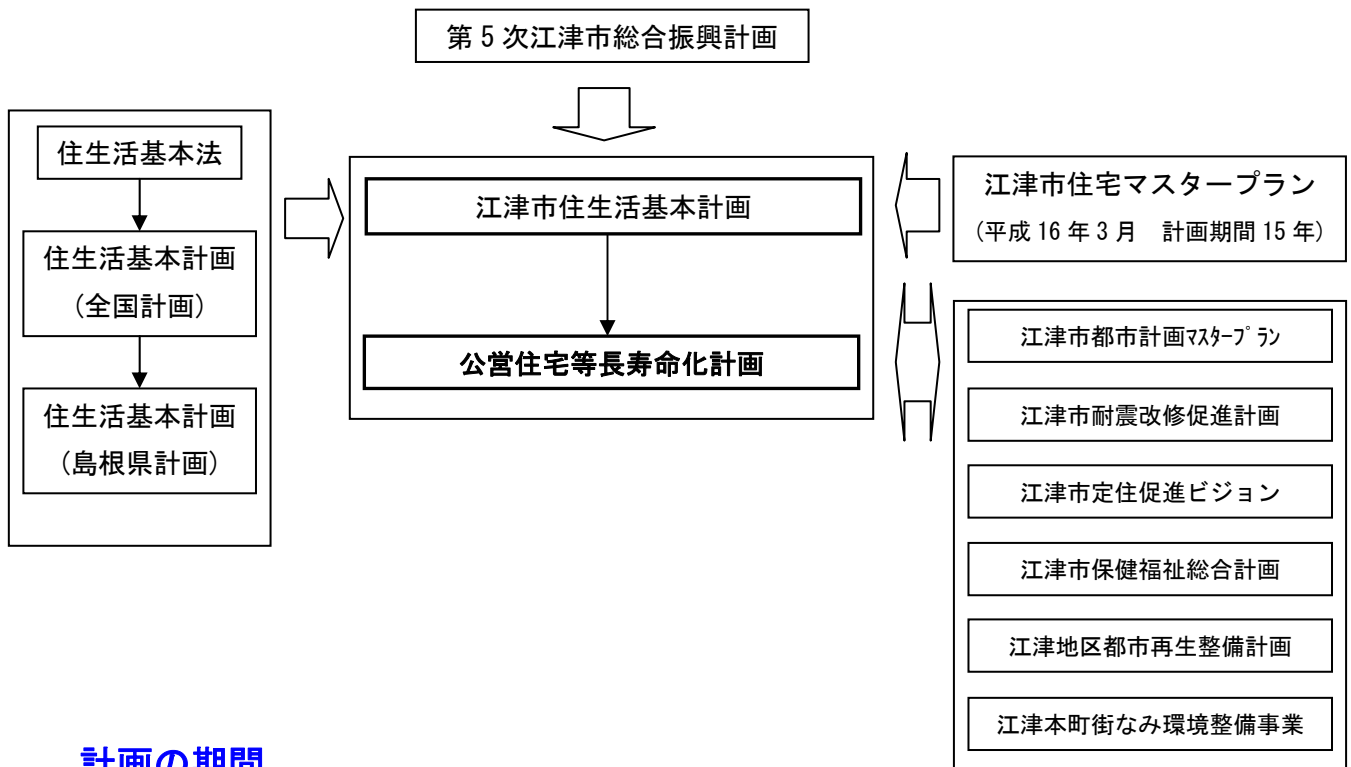 第5次江津市総合振興計画
住生活基本法
住生活基本計画
(全国計画)
住生活基本計画
(島根県計画)
江津市住生活基本計画
公営住宅等長寿命化計画
江津市住宅マスタープラン
(平成16年3月 計画期間15年)
江津市都市計画ﾏｽﾀｰﾌﾟﾗﾝ
江津市耐震改修促進計画
江津市定住促進ビジョン
江津市保健福祉総合計画
江津地区都市再生整備計画
江津本町街なみ環境整備事業
計画の期間